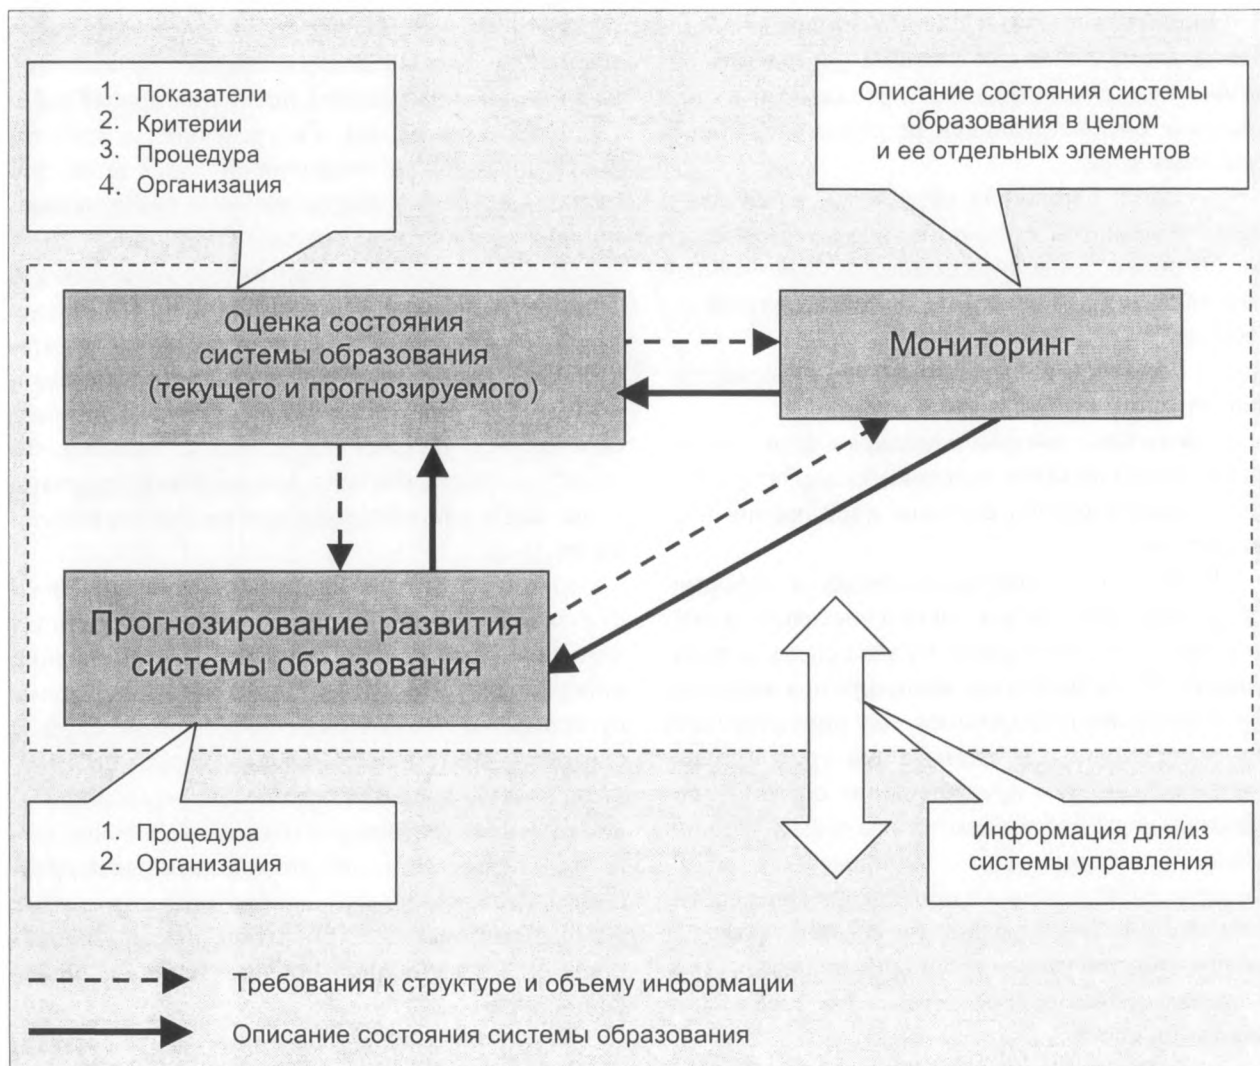 1. Показатели
2. Критерии
3. Процедура
4. Организация
Описание состояния системы
образования в целом
и ее отдельных элементов
Оценка состояния
системы образования
(текущего и прогнозируемого)
Мониторинг
Прогнозирование развития
системы образования
1. Процедура
2. Организация
Информация для/из
системы управления
Требования к структуре и объему информации
Описание состояния системы образования